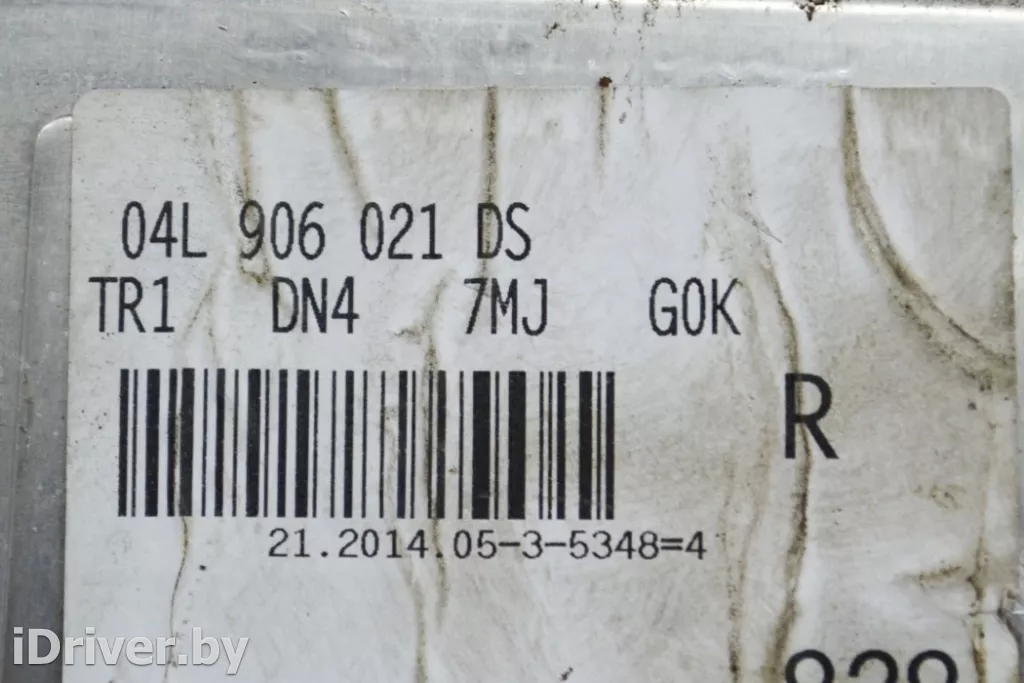 04L 906 021 DS
TR1 DN4 7MJ G0K
R
21.2014.05-3-5348=4
iDriver.by